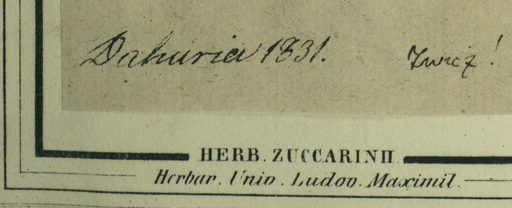 Dahuria 1831. Turcz!
HERB. ZUCCARINII.
Herbar. Univ. Ludov. Maximil.